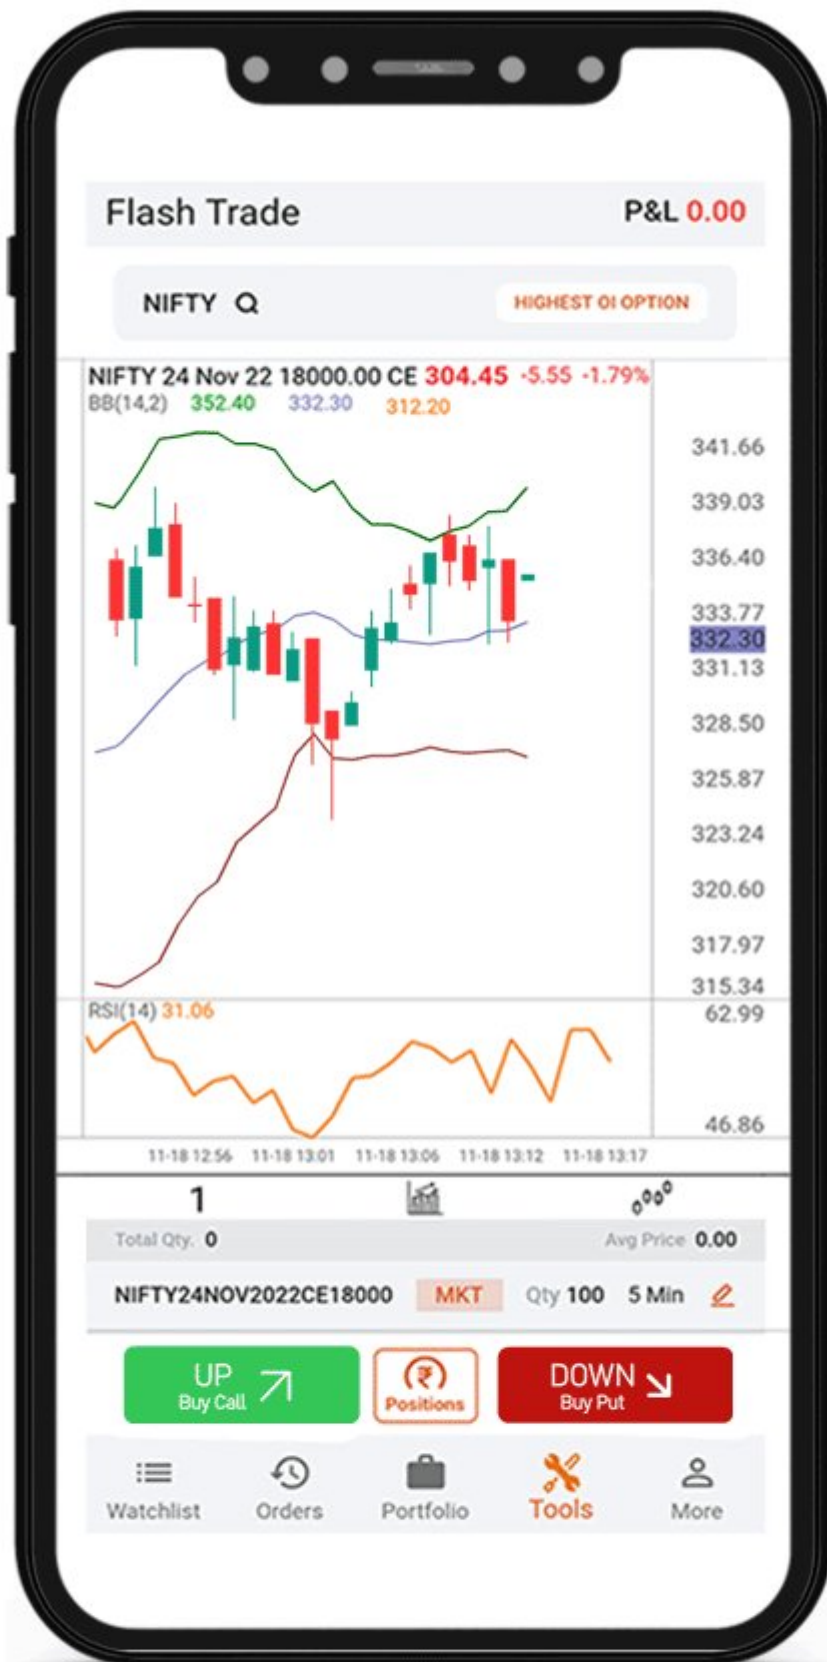 Flash Trade P&L 0.00
NIFTY HIGHEST OI OPTION
NIFTY 24 Nov 22 18000.00 CE 304.45 -5.55 -1.79%
BB(14,2) 352.40 332.30 312.20
341.66
339.03
336.40
333.77
332.30
331.13
328.50
325.87
323.24
320.60
317.97
315.34
RSI(14) 31.06 62.99
46.86
11-18 12:56 11-18 13:01 11-18 13:06 11-18 13:12 11-18 13:17
1
Total Qty. 0 Avg Price 0.00
NIFTY24NOV2022CE18000 MKT Qty 100 5 Min
UP
Buy Call
₹
Positions
DOWN
Buy Put
Watchlist Orders Portfolio Tools More